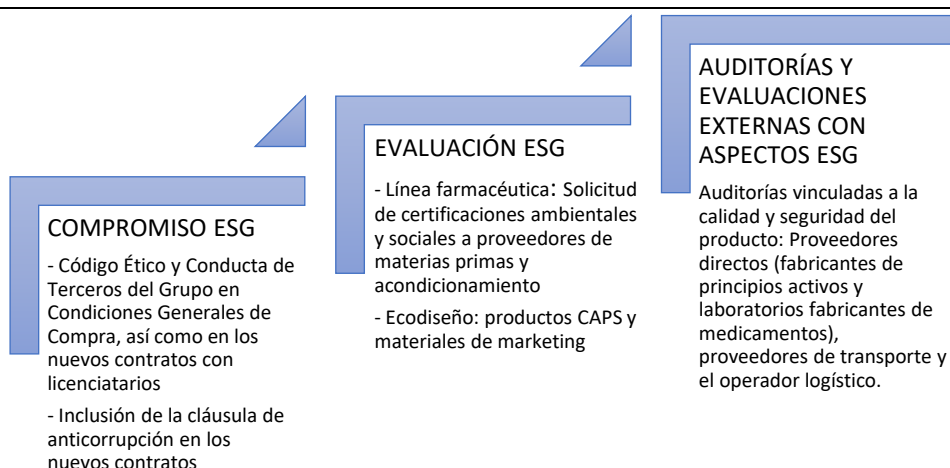 COMPROMISO ESG
- Código Ético y Conducta de
Terceros del Grupo en
Condiciones Generales de
Compra, así como en los
nuevos contratos con
licenciatarios
- Inclusión de la cláusula de
anticorrupción en los
nuevos contratos
EVALUACIÓN ESG
- Línea farmacéutica: Solicitud
de certificaciones ambientales
y sociales a proveedores de
materias primas y
acondicionamiento
- Ecodiseño: productos CAPS y
materiales de marketing
AUDITORÍAS Y
EVALUACIONES
EXTERNAS CON
ASPECTOS ESG
Auditorías vinculadas a la
calidad y seguridad del
producto: Proveedores
directos (fabricantes de
principios activos y
laboratorios fabricantes de
medicamentos),
proveedores de transporte y
el operador logístico.